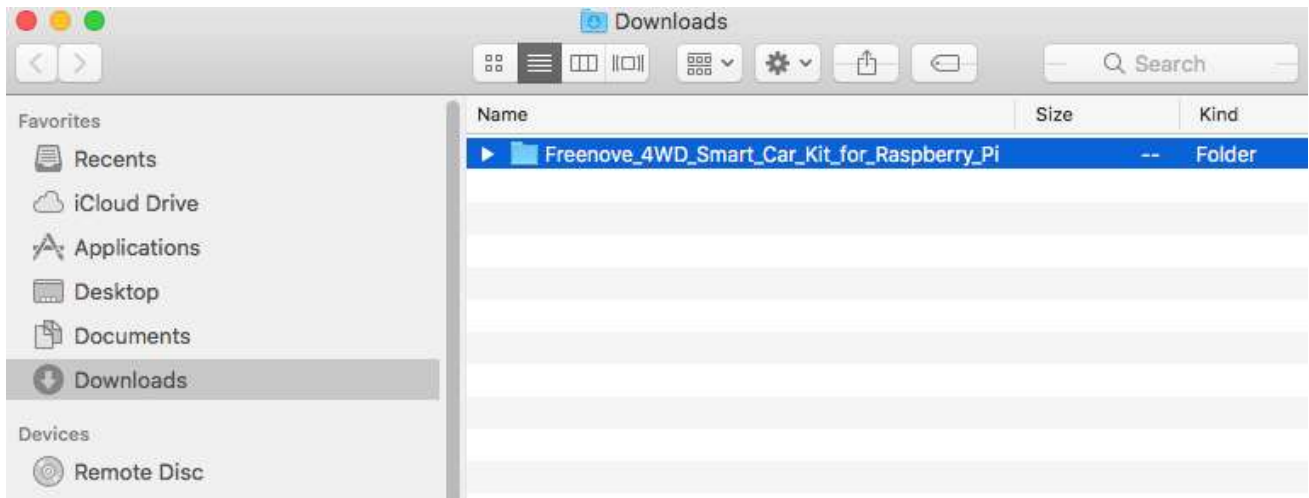 Downloads
Search
Favorites
Recents
iCloud Drive
Applications
Desktop
Documents
Downloads
Devices
Remote Disc
Name Size Kind
Freenove_4WD_Smart_Car_Kit_for_Raspberry_Pi -- Folder